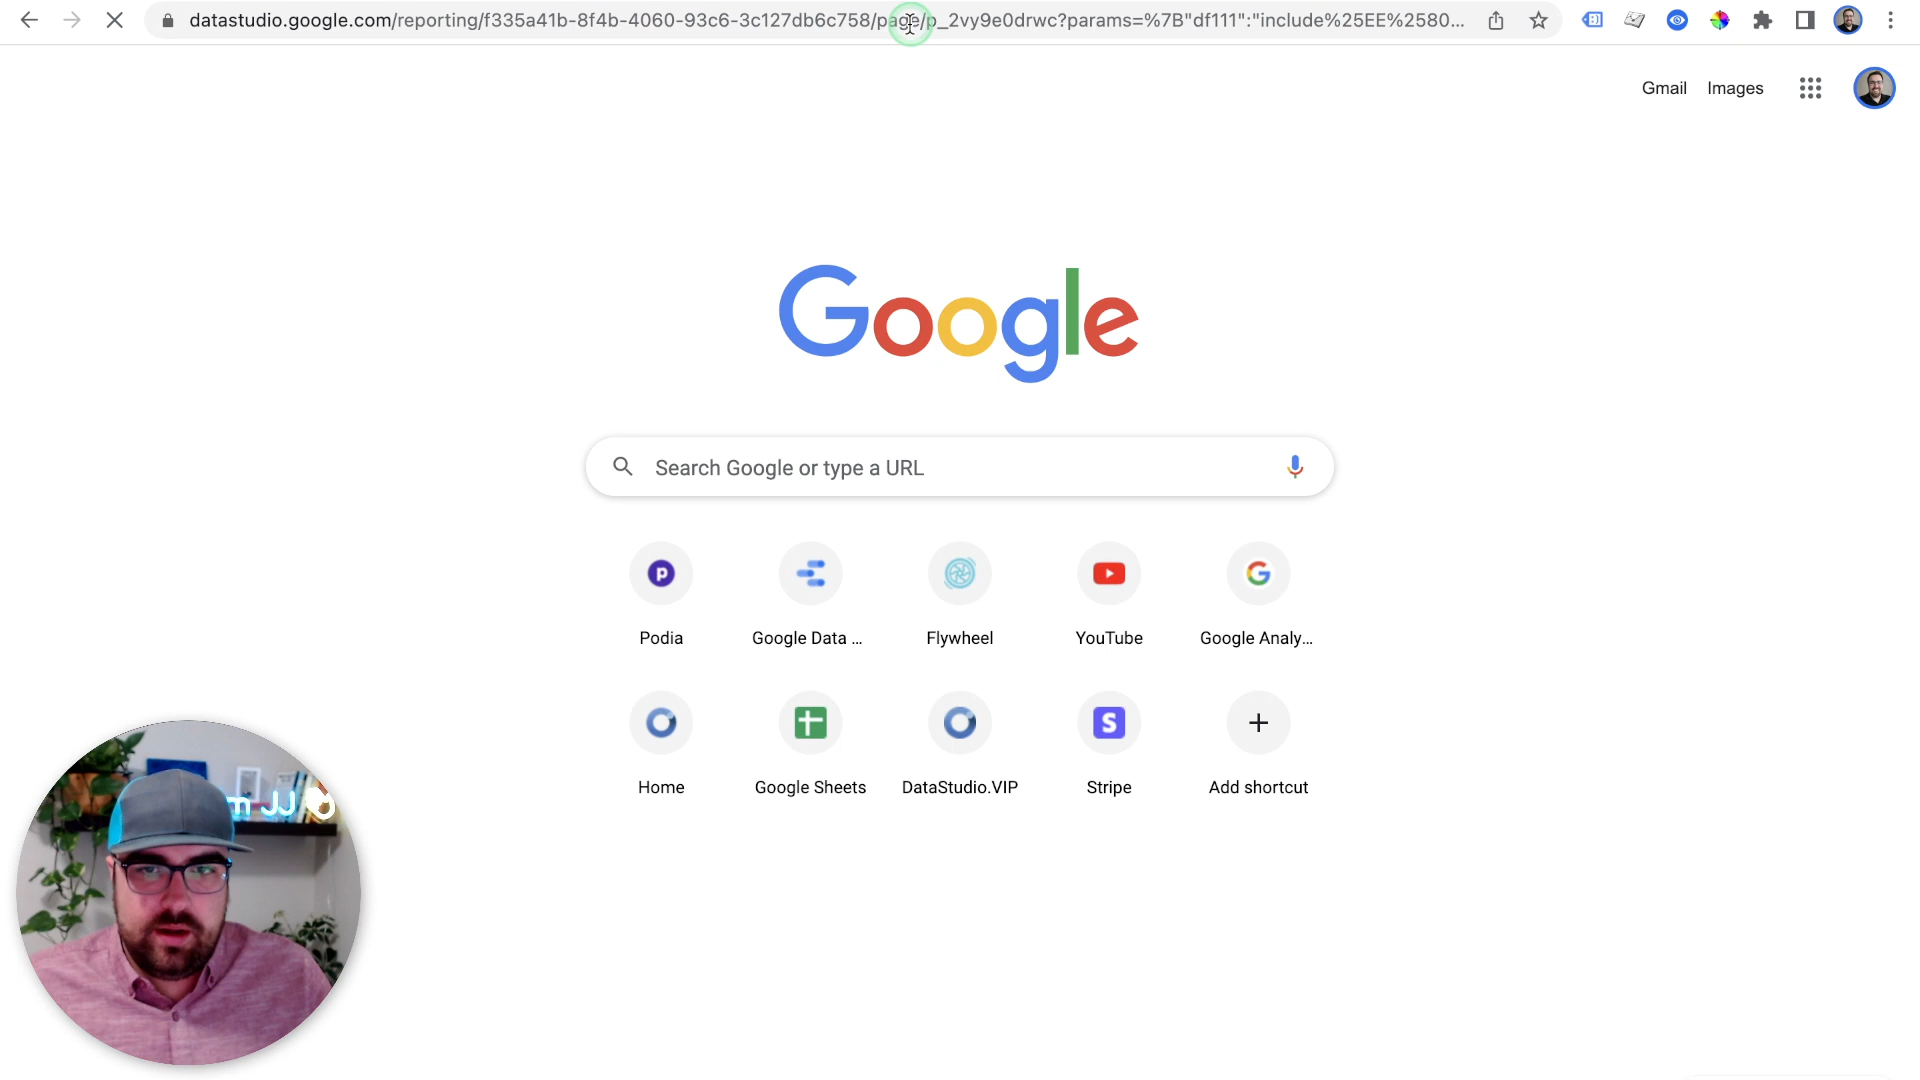 datastudio.google.com/reporting/f335a41b-8f4b-4060-93c6-3c127db6c758/page/p_2vy9e0drwc?params=%7B"df111":"include%25EE%2580...
Gmail Images
Google
Search Google or type a URL
Podia
Google Data ...
Flywheel
YouTube
Google Analy...
Home
Google Sheets
DataStudio.VIP
Stripe
Add shortcut
m JJ